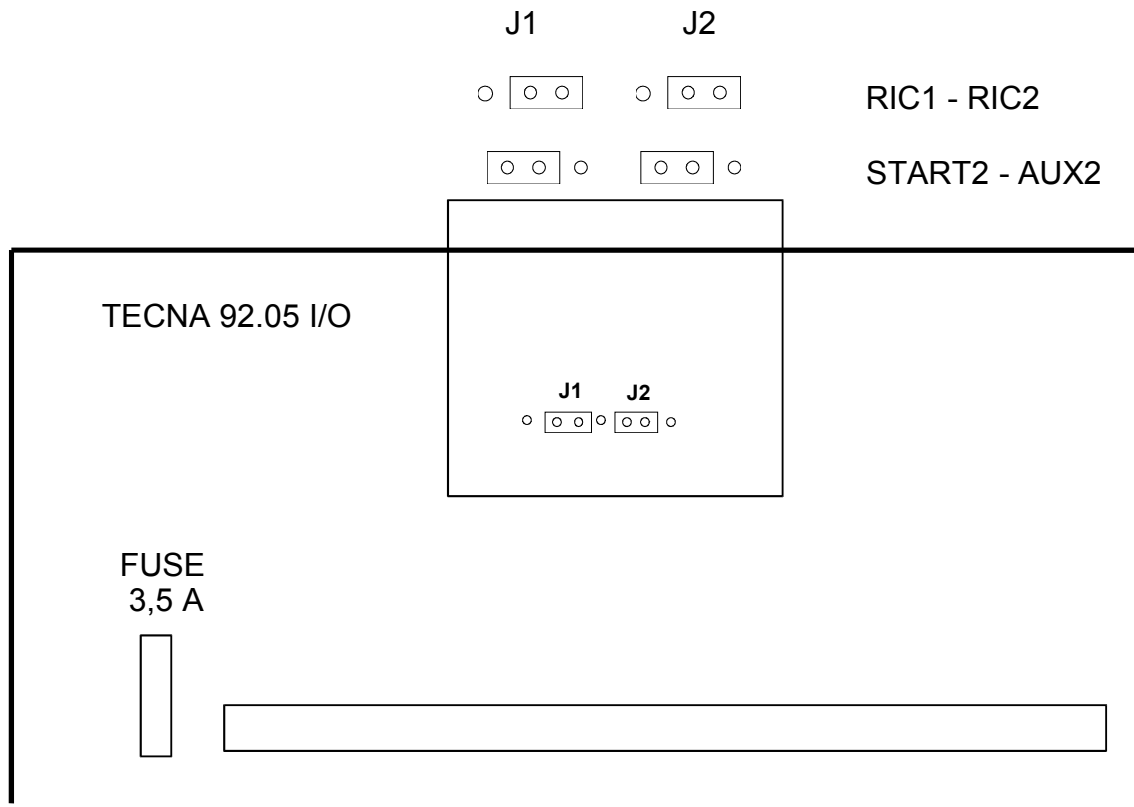 J1 J2
RIC1 - RIC2
START2 - AUX2
TECNA 92.05 I/O
J1 J2
FUSE
3,5 A